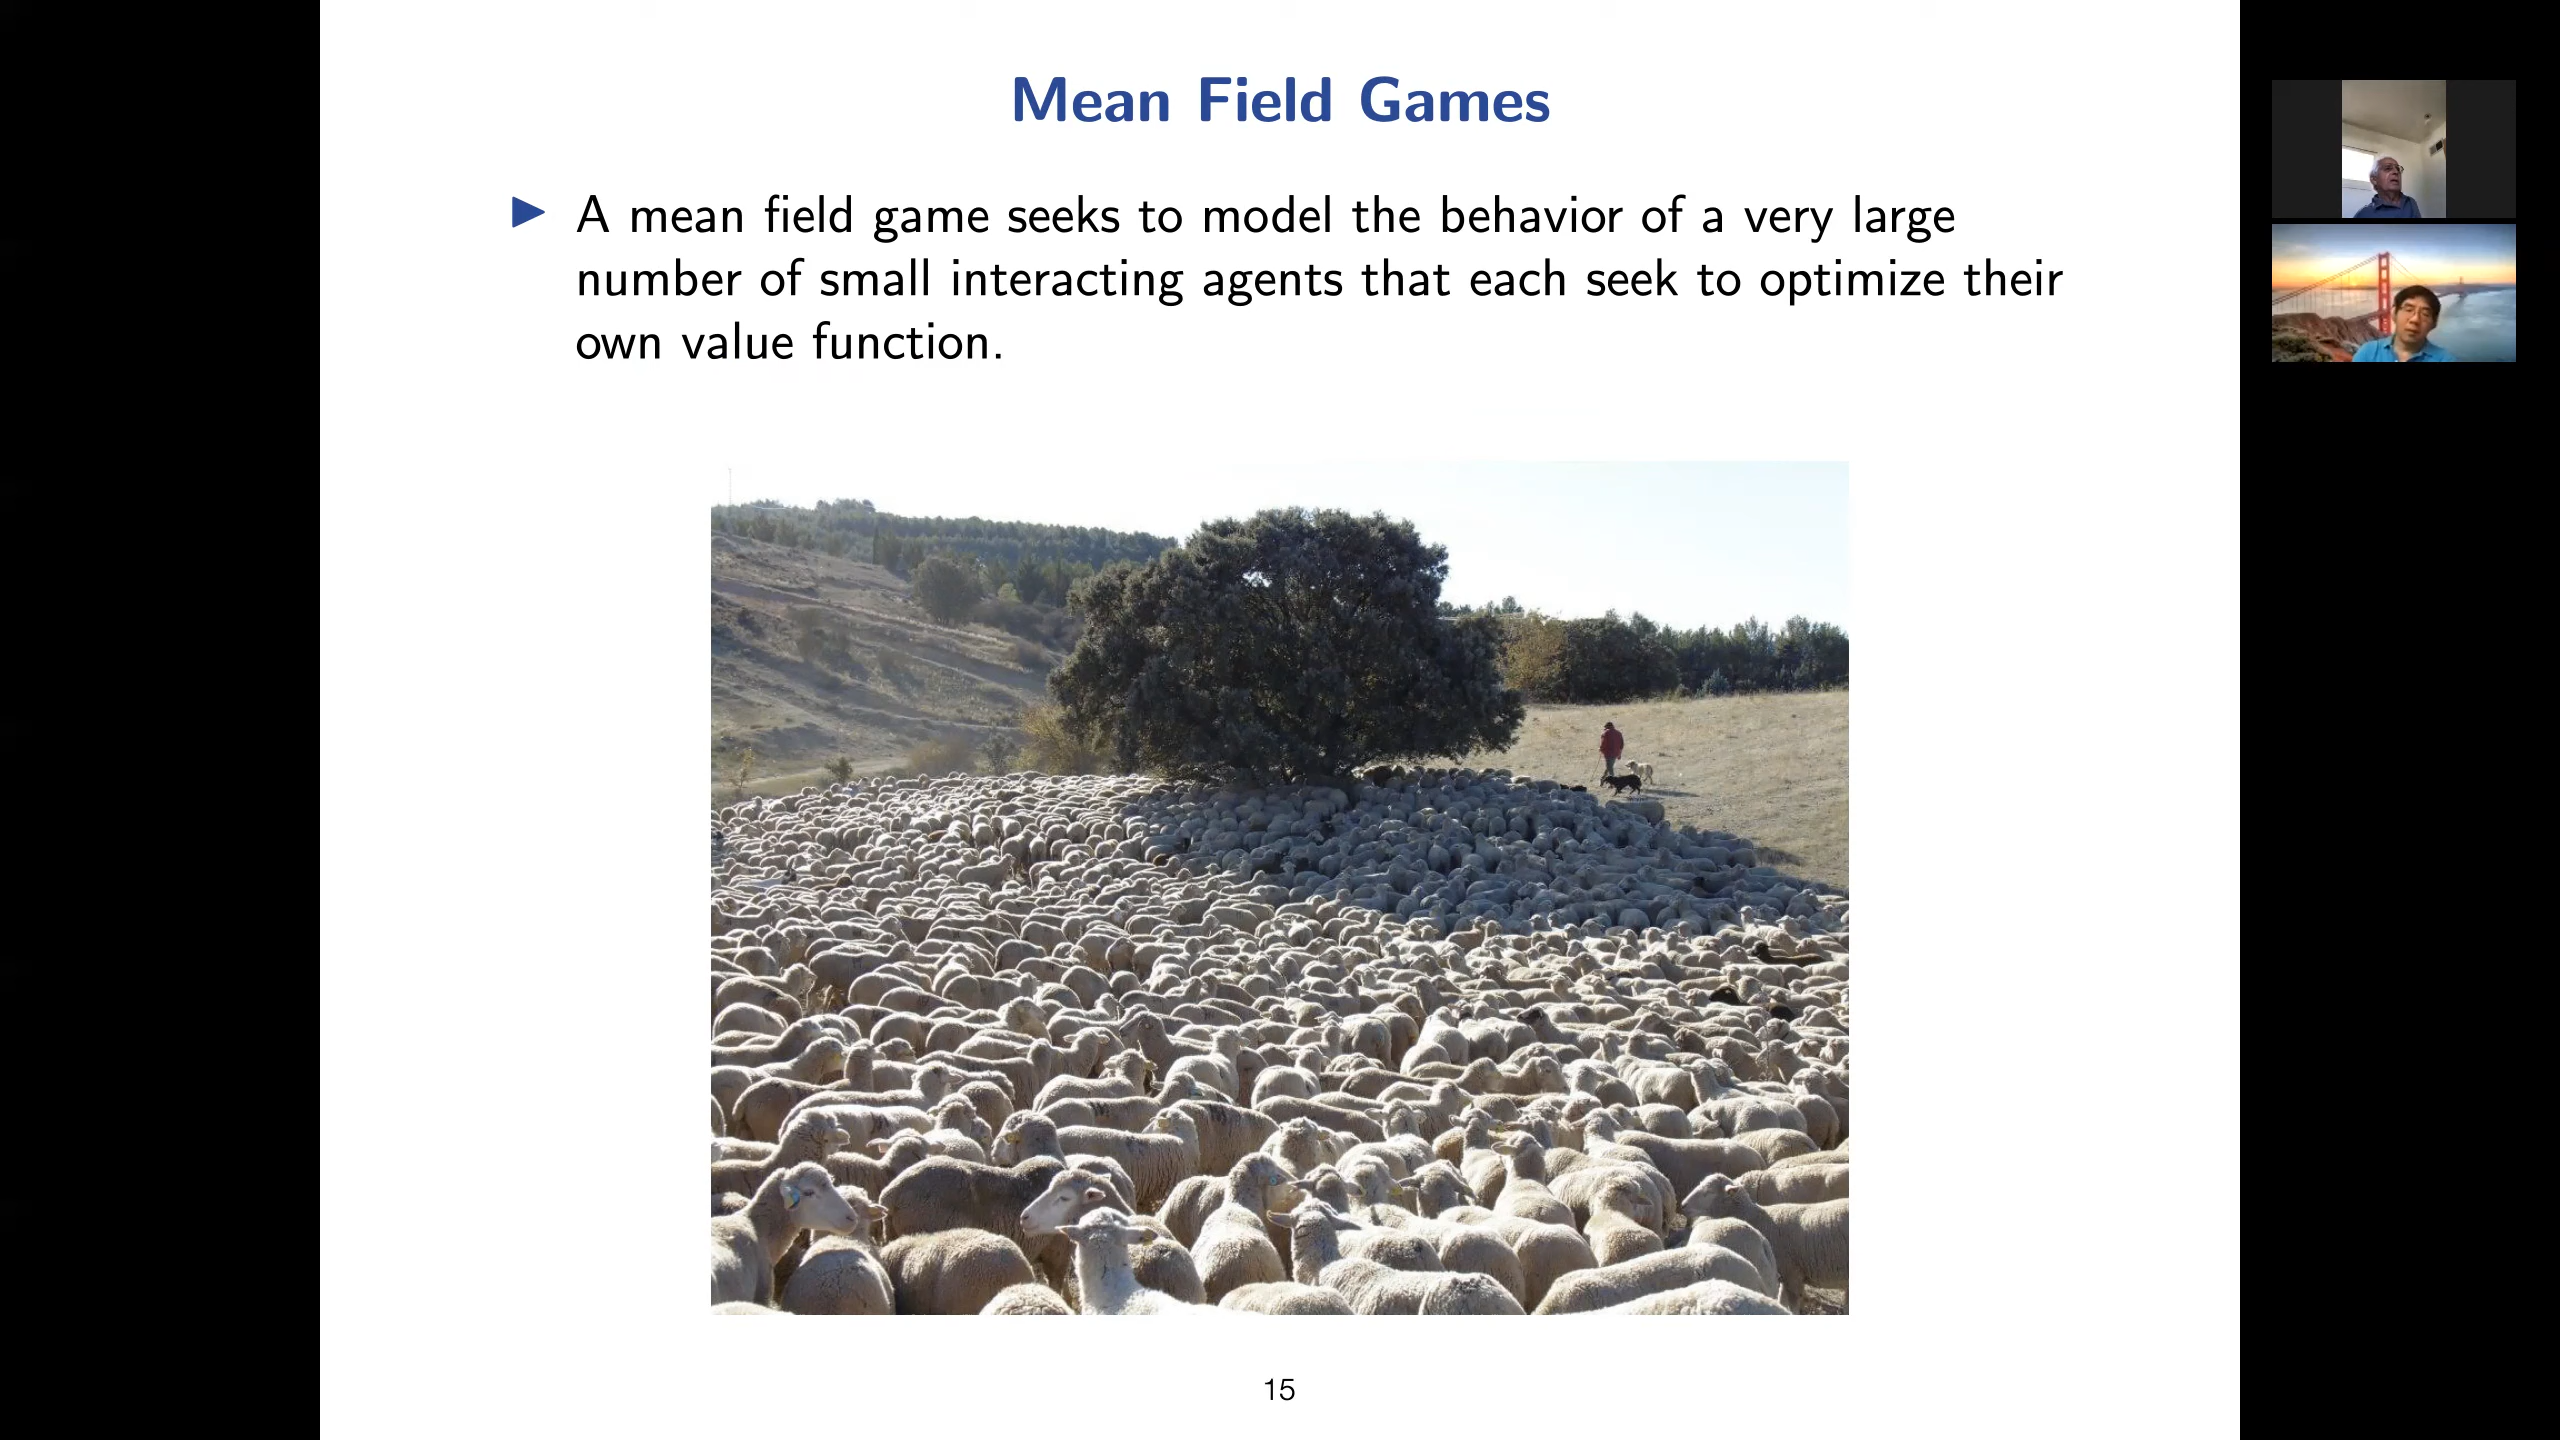 Mean Field Games
A mean field game seeks to model the behavior of a very large
number of small interacting agents that each seek to optimize their
own value function.
15